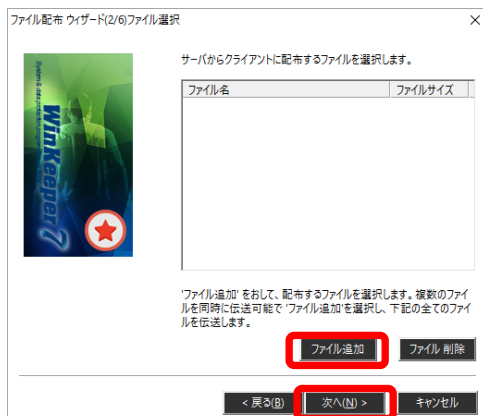 ファイル配布 ウィザード(2/6)ファイル選択
サーバからクライアントに配布するファイルを選択します。
ファイル名 ファイルサイズ
System & data protection program
WinKeeper 7
'ファイル追加' をおして、配布するファイルを選択します。複数のファイ
ルを同時に伝送可能で 'ファイル追加'を選択し、下記の全てのファイ
ルを伝送します。
ファイル追加 ファイル 削除
< 戻る(B) 次へ(N) > キャンセル